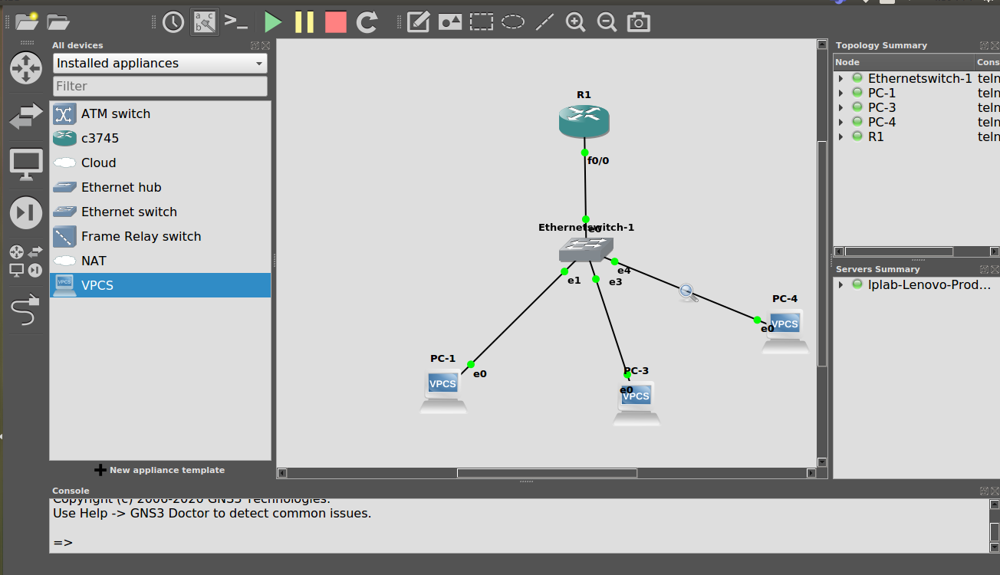 a c
b
All devices
Installed appliances
Filter
ATM switch
c3745
Cloud
Ethernet hub
Ethernet switch
Frame Relay switch
NAT
VPCS
VPCS
New appliance template
R1
f0/0
e0
Ethernetswitch-1
e1
e3
e4
PC-1
e0
VPCS
PC-3
e0
VPCS
PC-4
e0
VPCS
Topology Summary
Node Cons
Ethernetswitch-1 teln
PC-1 teln
PC-3 teln
PC-4 teln
R1 teln
Servers Summary
lplab-Lenovo-Prod...
Console
Copyright (c) 2006-2020 GNS3 Technologies.
Use Help -> GNS3 Doctor to detect common issues.
=>